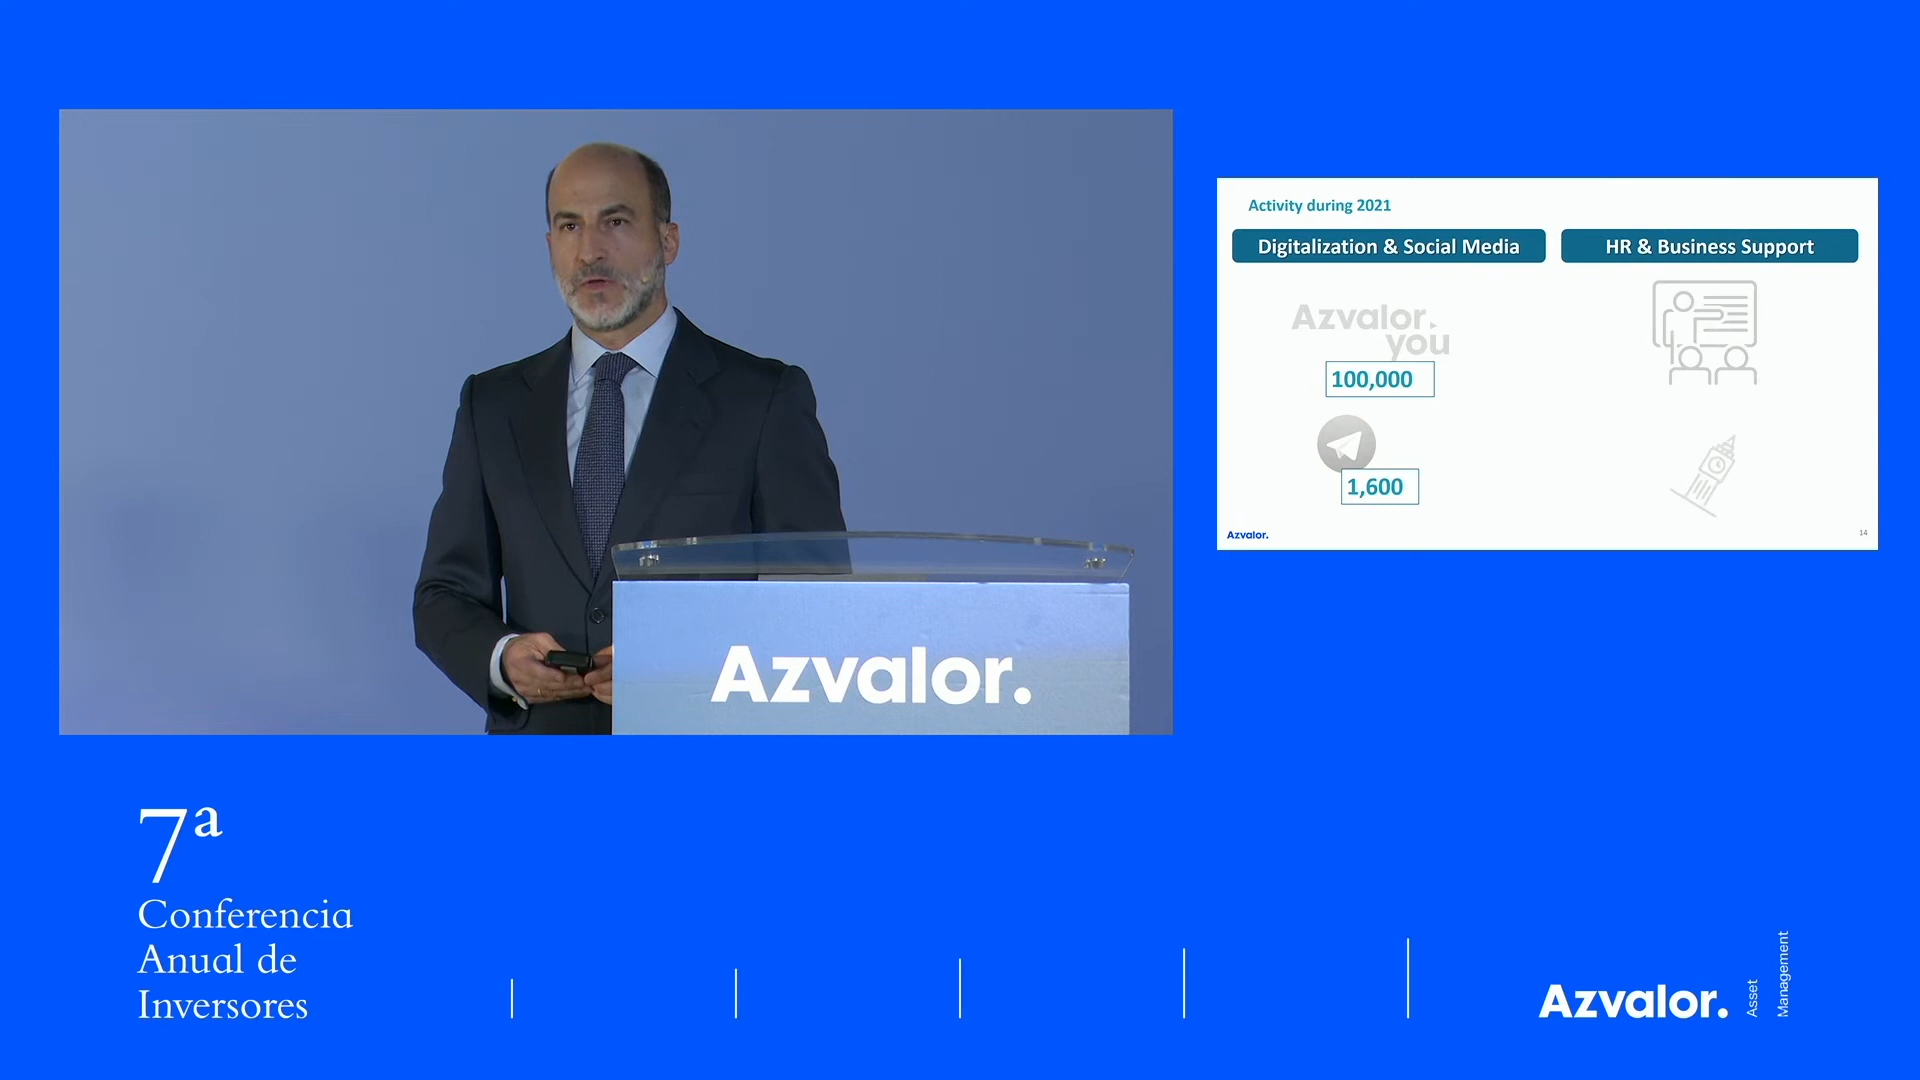 Activity during 2021
Digitalization & Social Media
HR & Business Support
Azvalor.
you
100,000
1,600
Azvalor.
14
Azvalor.
7ª
Conferencia
Anual de
Inversores
Azvalor.
Asset
Management